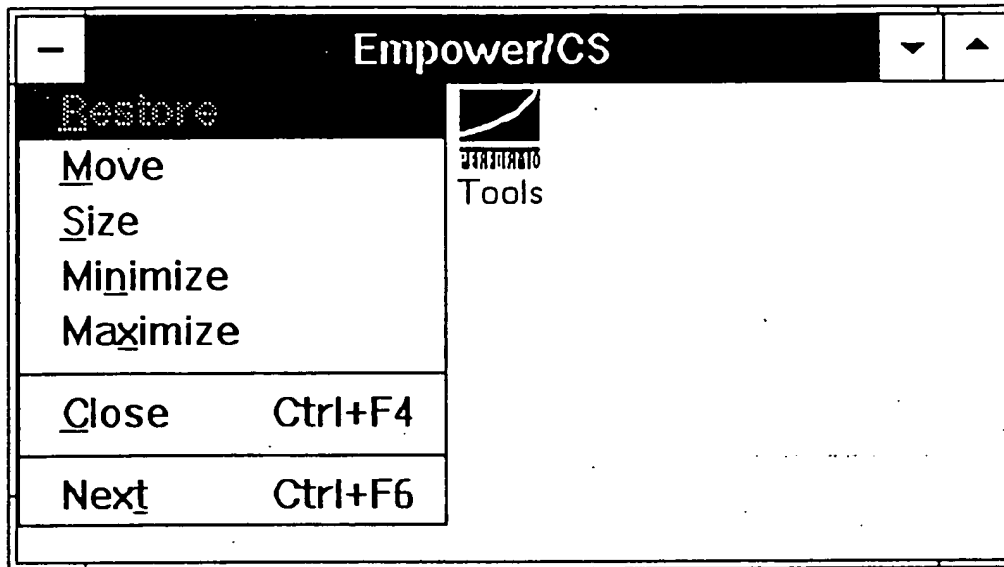 Empower/CS
Restore
Move
Size
Minimize
Maximize
Close Ctrl+F4
Next Ctrl+F6
Tools